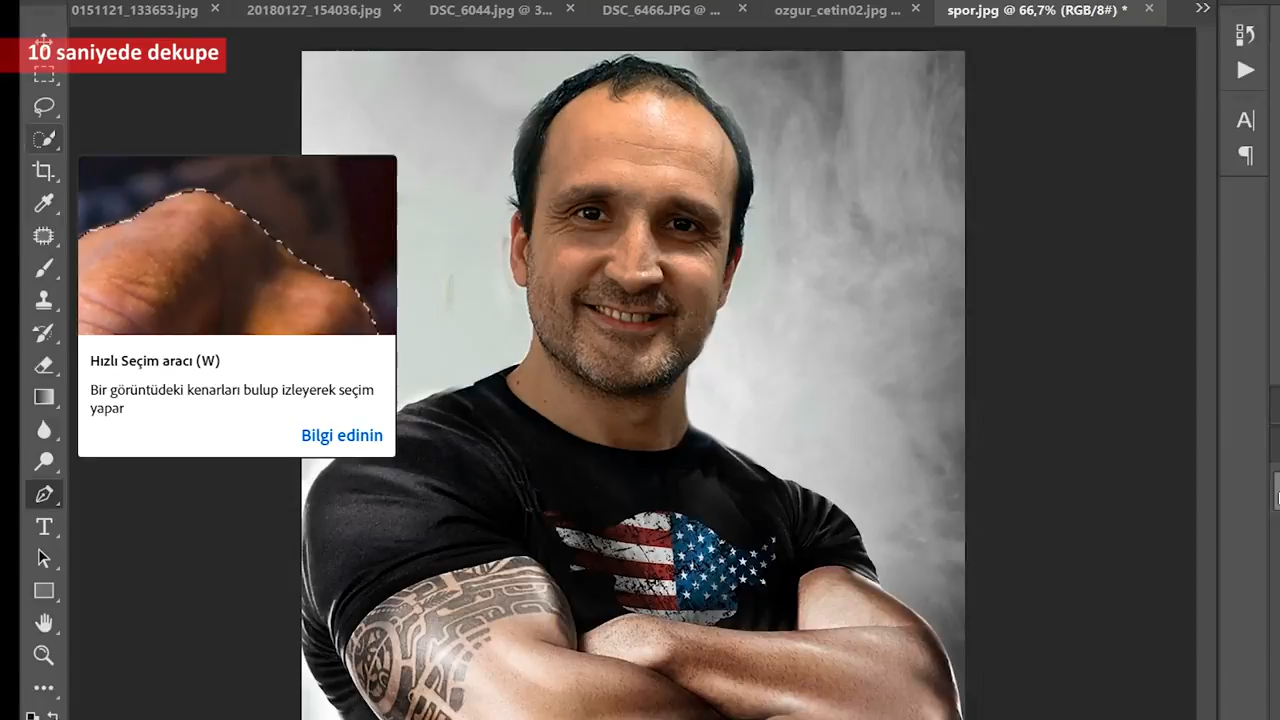 0151121_133653.jpg
20180127_154036.jpg
DSC_6044.jpg @ 3...
DSC_6466.JPG @ ...
ozgur_cetin02.jpg ...
spor.jpg @ 66,7% (RGB/8#) *
10 saniyede dekupe
Hızlı Seçim aracı (W)
Bir görüntüdeki kenarları bulup izleyerek seçim
yapar
Bilgi edinin